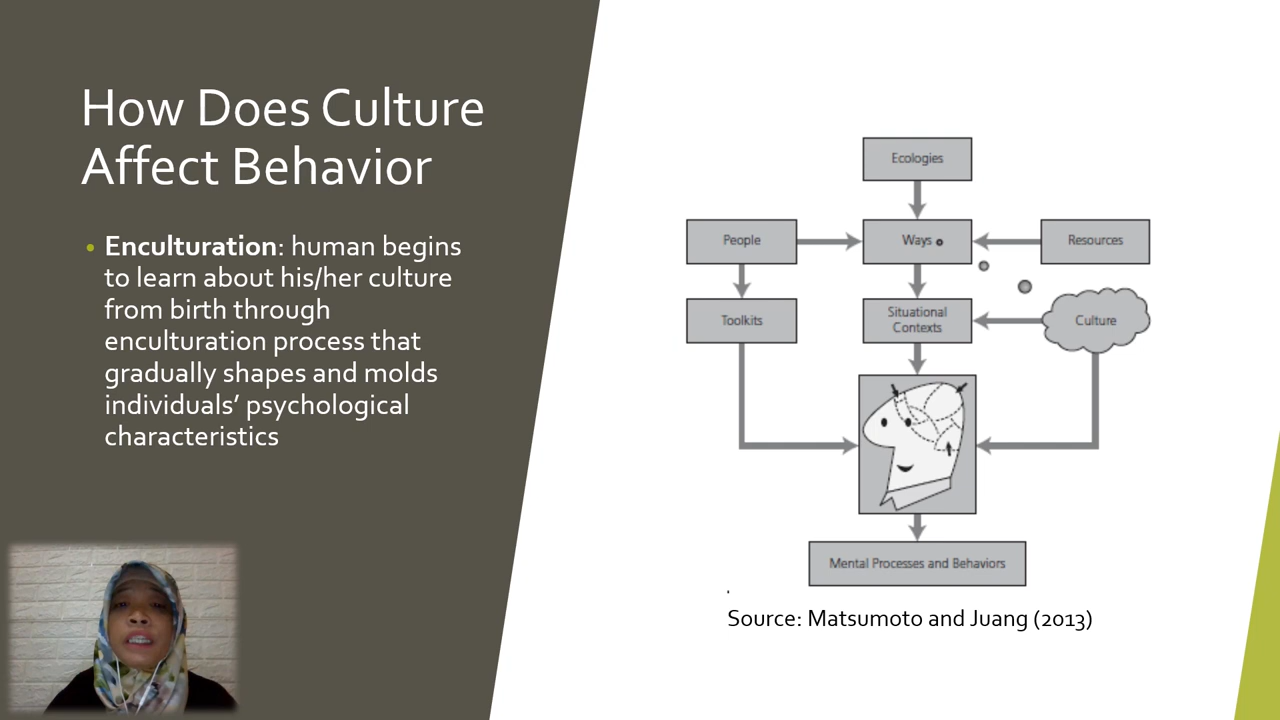 How Does Culture
Affect Behavior
• Enculturation: human begins
to learn about his/her culture
from birth through
enculturation process that
gradually shapes and molds
individuals' psychological
characteristics
Ecologies
People
Ways
Resources
Toolkits
Situational
Contexts
Culture
Mental Processes and Behaviors
Source: Matsumoto and Juang (2013)